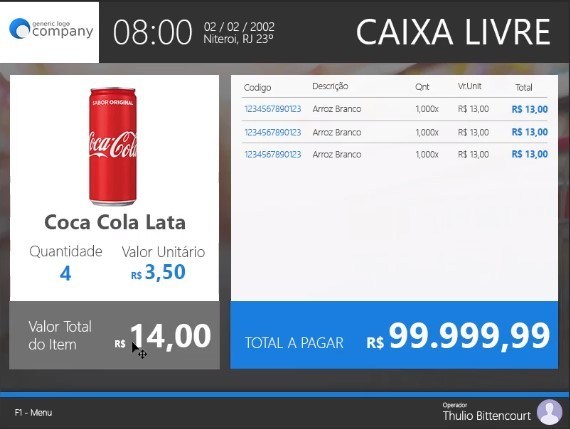 generic logo
company
08:00
02 / 02 / 2002
Niteroi, RJ 23º
CAIXA LIVRE
SABOR ORIGINAL
Coca-Cola
Coca Cola Lata
Quantidade Valor Unitário
4 R$ 3,50
Valor Total
do Item
R$ 14,00
Codigo Descrição Qnt Vr.Unit Total
1234567890123 Arroz Branco 1,000x R$ 13,00 R$ 13,00
1234567890123 Arroz Branco 1,000x R$ 13,00 R$ 13,00
1234567890123 Arroz Branco 1,000x R$ 13,00 R$ 13,00
TOTAL A PAGAR R$ 99.999,99
F1 - Menu
Operador
Thulio Bittencourt